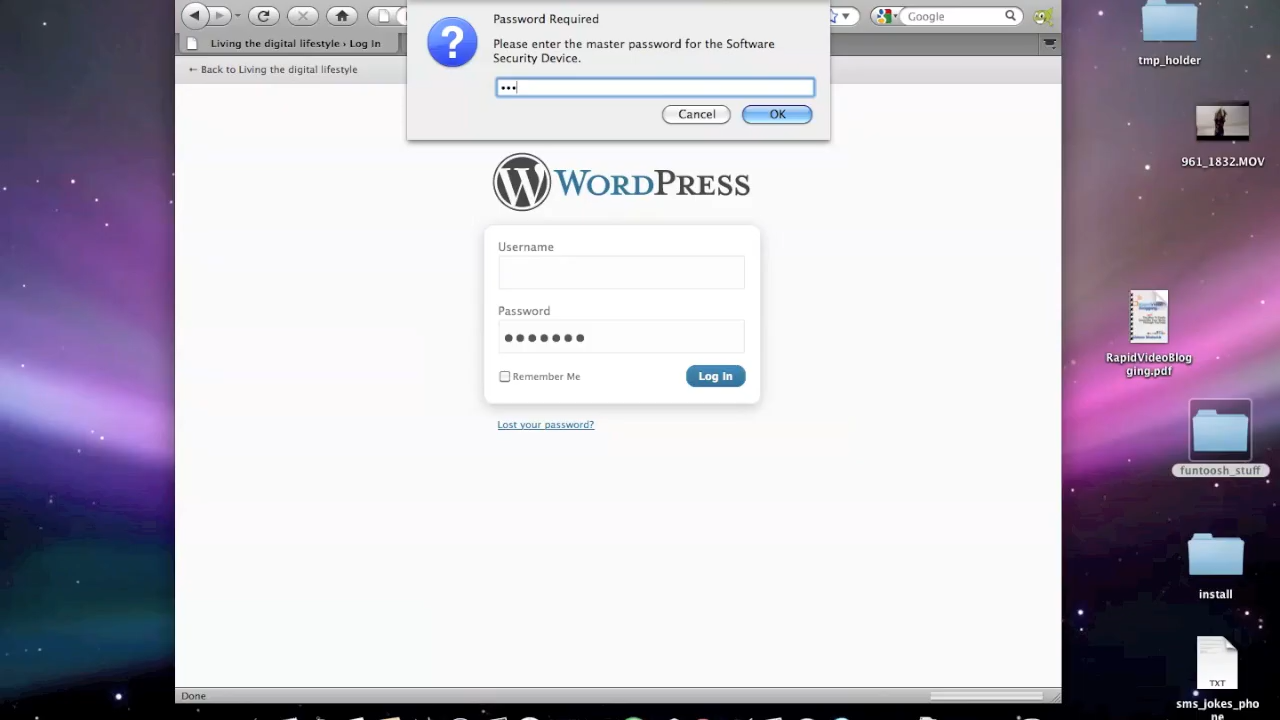 Password Required
Please enter the master password for the Software
Security Device.
Cancel
OK
Google
Living the digital lifestyle › Log In
← Back to Living the digital lifestyle
WORDPRESS
Username
Password
Remember Me
Log In
Lost your password?
Done
tmp_holder
961_1832.MOV
RapidVideoBlog
ging.pdf
funtoosh_stuff
install
TXT
sms_jokes_pho
ne